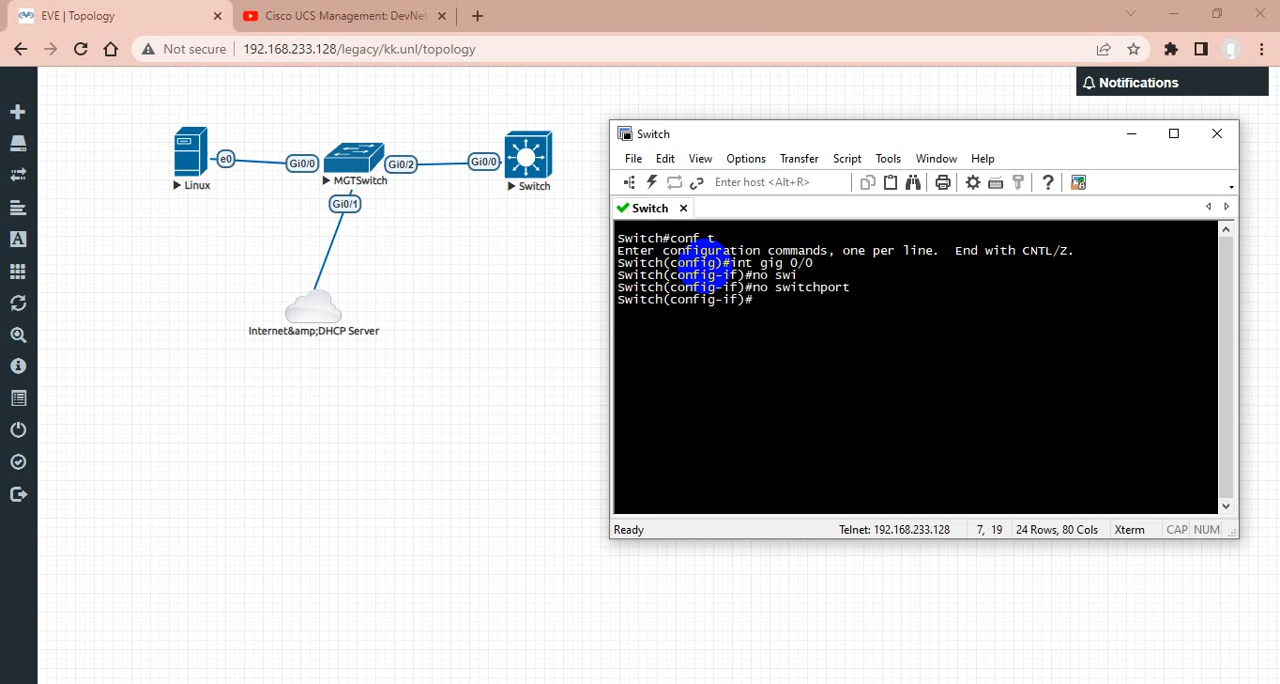 EVE | Topology
Cisco UCS Management: DevNet
Not secure
192.168.233.128/legacy/kk.unl/topology
Notifications
e0
Gi0/0
Gi0/2
Gi0/0
Linux
MGTSwitch
Switch
Gi0/1
Internet&amp;DHCP Server
Switch
File Edit View Options Transfer Script Tools Window Help
Enter host <Alt+R>
Switch
Switch#conf t
Enter configuration commands, one per line.  End with CNTL/Z.
Switch(config)#int gig 0/0
Switch(config-if)#no swi
Switch(config-if)#no switchport
Switch(config-if)#
Ready
Telnet: 192.168.233.128
7, 19
24 Rows, 80 Cols
Xterm
CAP NUM